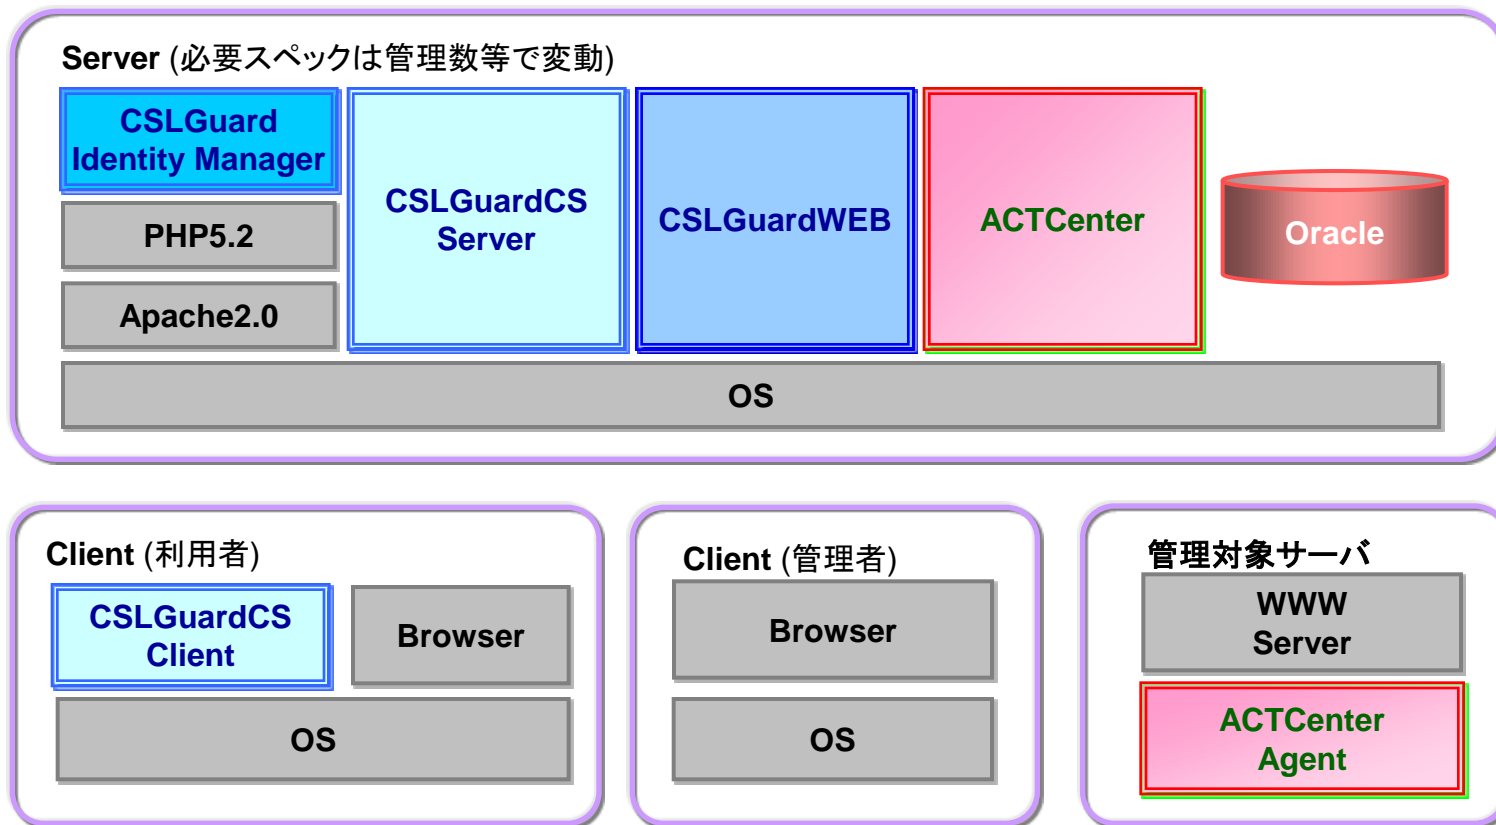 Server (必要スペックは管理数等で変動)
CSLGuard
Identity Manager
PHP5.2
Apache2.0
CSLGuardCS
Server
CSLGuardWEB
ACTCenter
Oracle
OS
Client (利用者)
CSLGuardCS
Client
Browser
OS
Client (管理者)
Browser
OS
管理対象サーバ
WWW
Server
ACTCenter
Agent